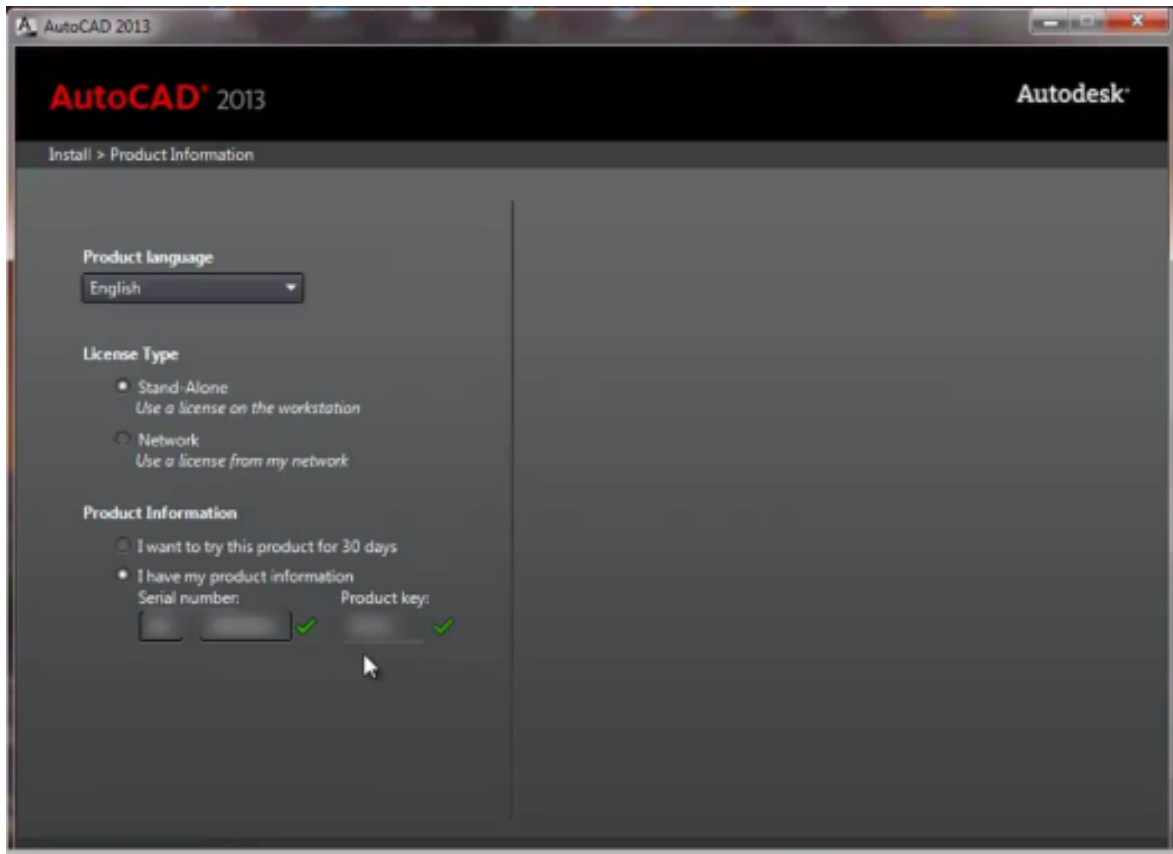 AutoCAD 2013
AutoCAD® 2013
Autodesk®
Install > Product Information
Product language
English
License Type
Stand-Alone
Use a license on the workstation
Network
Use a license from my network
Product Information
I want to try this product for 30 days
I have my product information
Serial number: Product key: